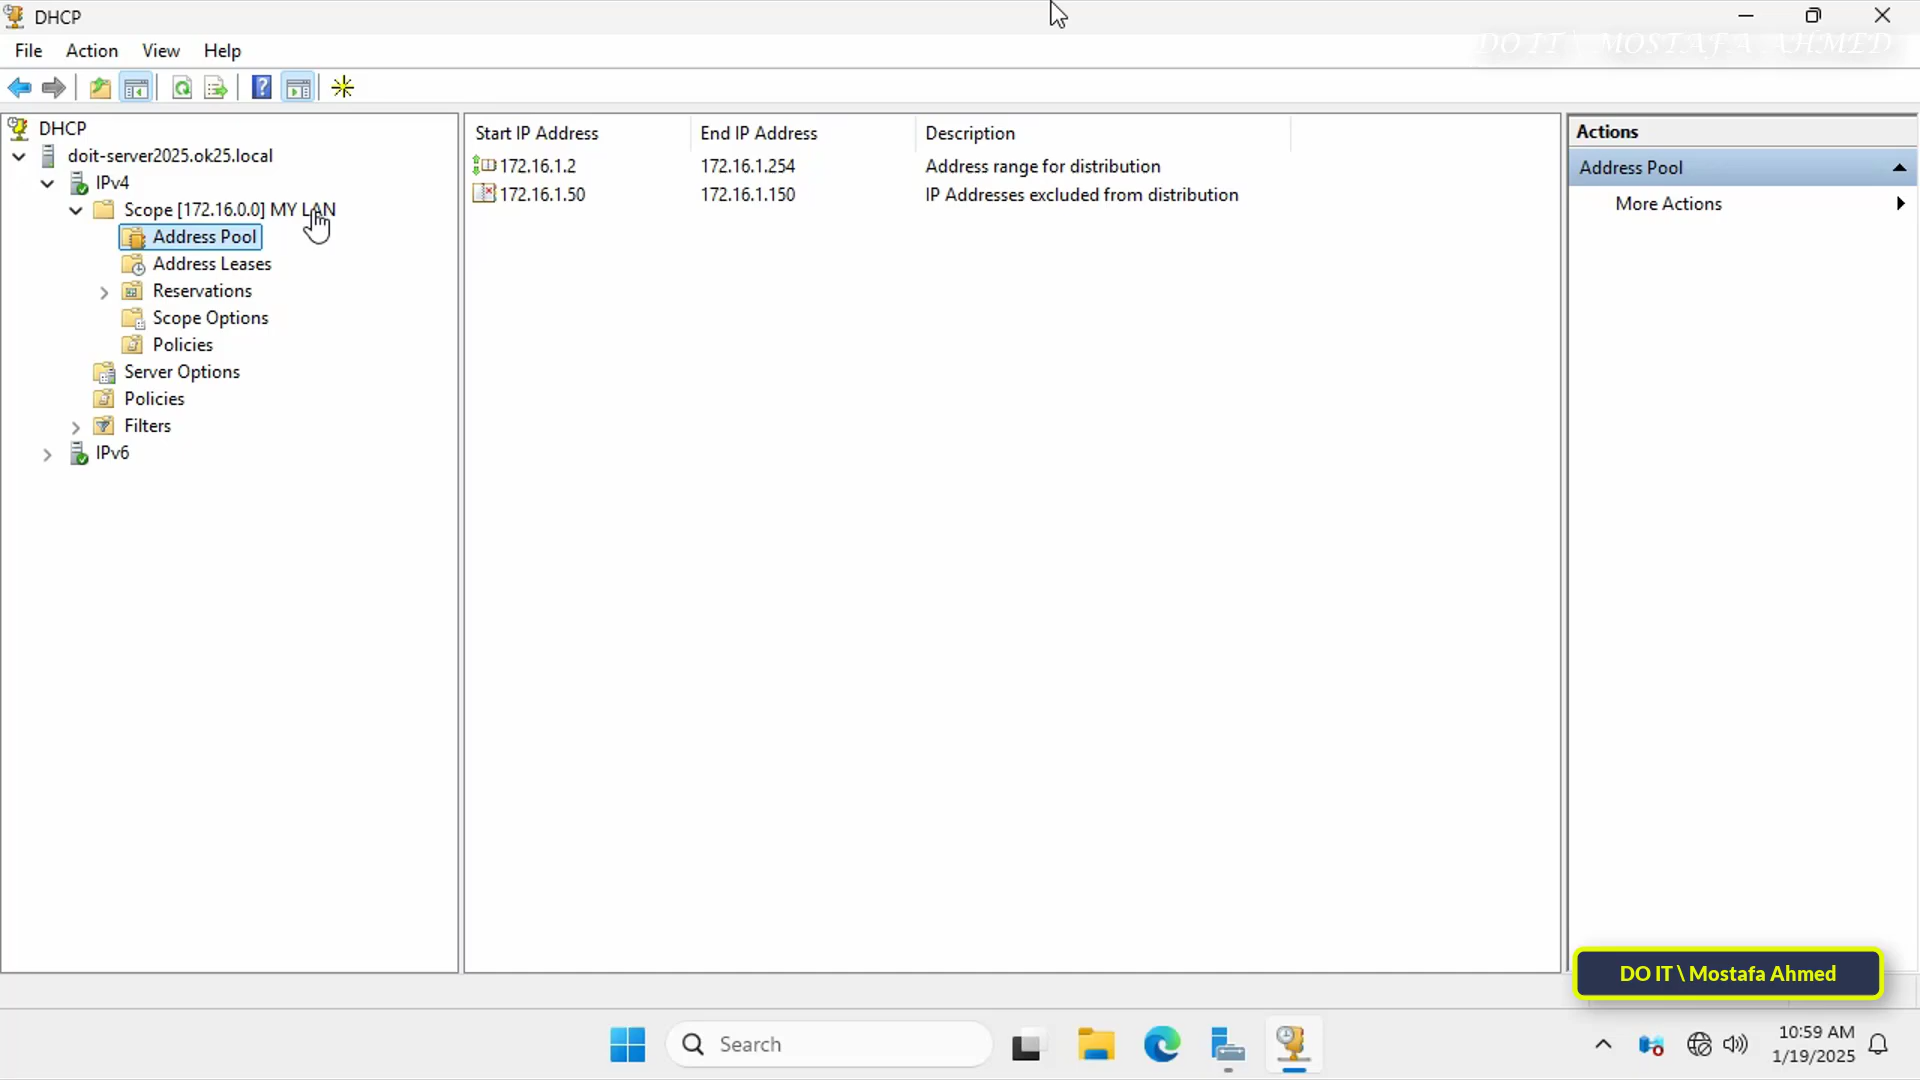 DHCP
File Action View Help
DO IT \ MOSTAFA AHMED
DHCP
doit-server2025.ok25.local
IPv4
Scope [172.16.0.0] MY LAN
Address Pool
Address Leases
Reservations
Scope Options
Policies
Server Options
Policies
Filters
IPv6
Start IP Address End IP Address Description
172.16.1.2 172.16.1.254 Address range for distribution
172.16.1.50 172.16.1.150 IP Addresses excluded from distribution
Actions
Address Pool
More Actions
DO IT \ Mostafa Ahmed
Search
10:59 AM
1/19/2025